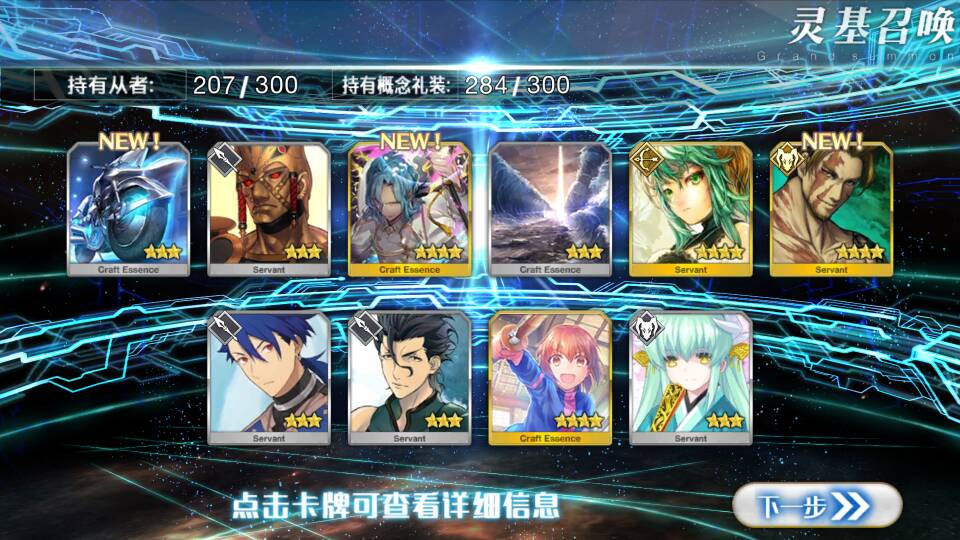 灵基召唤
Grand summon
持有从者: 207/300 持有概念礼装: 284/300
NEW! NEW! NEW!
Craft Essence Servant Craft Essence Craft Essence Servant Servant
Servant Servant Craft Essence Servant
点击卡牌可查看详细信息
下一步